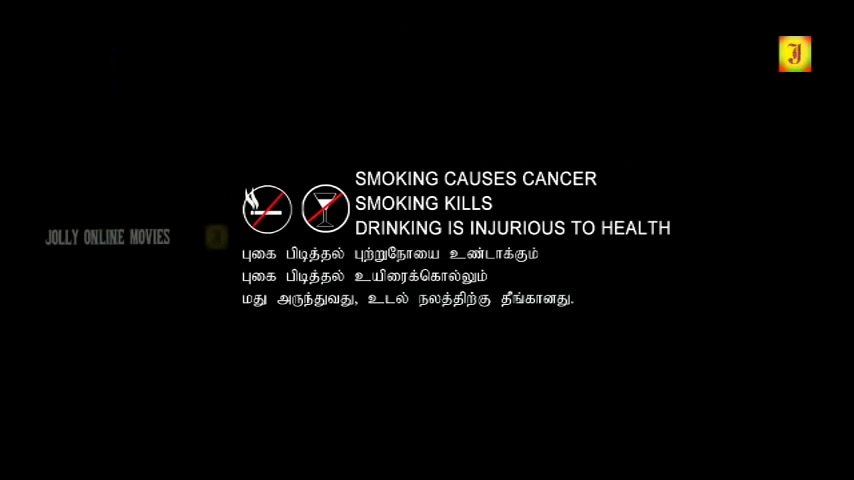 J
SMOKING CAUSES CANCER
SMOKING KILLS
DRINKING IS INJURIOUS TO HEALTH
JOLLY ONLINE MOVIES J
புகை பிடித்தல் புற்றுநோயை உண்டாக்கும்
புகை பிடித்தல் உயிரைக்கொல்லும்
மது அருந்துவது, உடல் நலத்திற்கு தீங்கானது.